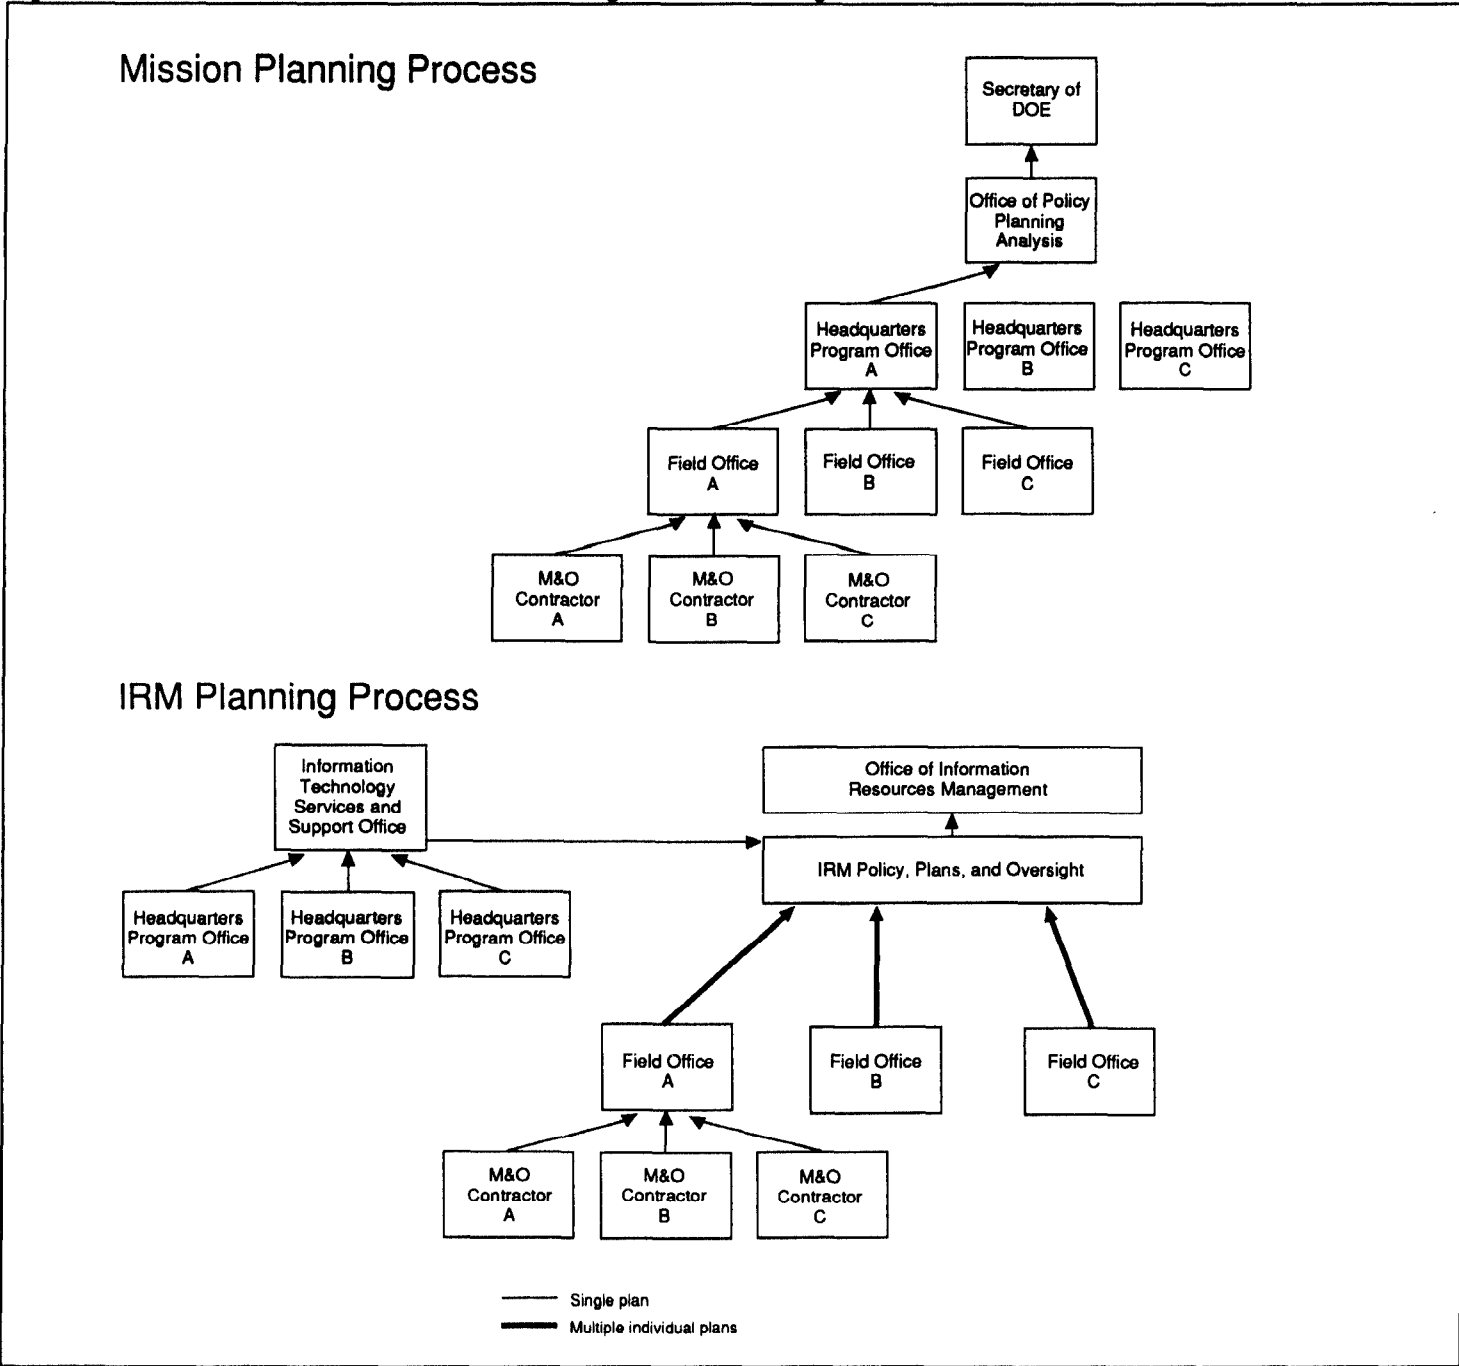 Mission Planning Process
Secretary of
DOE
Office of Policy
Planning
Analysis
Headquarters
Program Office
A
Headquarters
Program Office
B
Headquarters
Program Office
C
Field Office
A
Field Office
B
Field Office
C
M&O
Contractor
A
M&O
Contractor
B
M&O
Contractor
C
IRM Planning Process
Information
Technology
Services and
Support Office
Office of Information
Resources Management
IRM Policy, Plans, and Oversight
Headquarters
Program Office
A
Headquarters
Program Office
B
Headquarters
Program Office
C
Field Office
A
Field Office
B
Field Office
C
M&O
Contractor
A
M&O
Contractor
B
M&O
Contractor
C
Single plan
Multiple individual plans